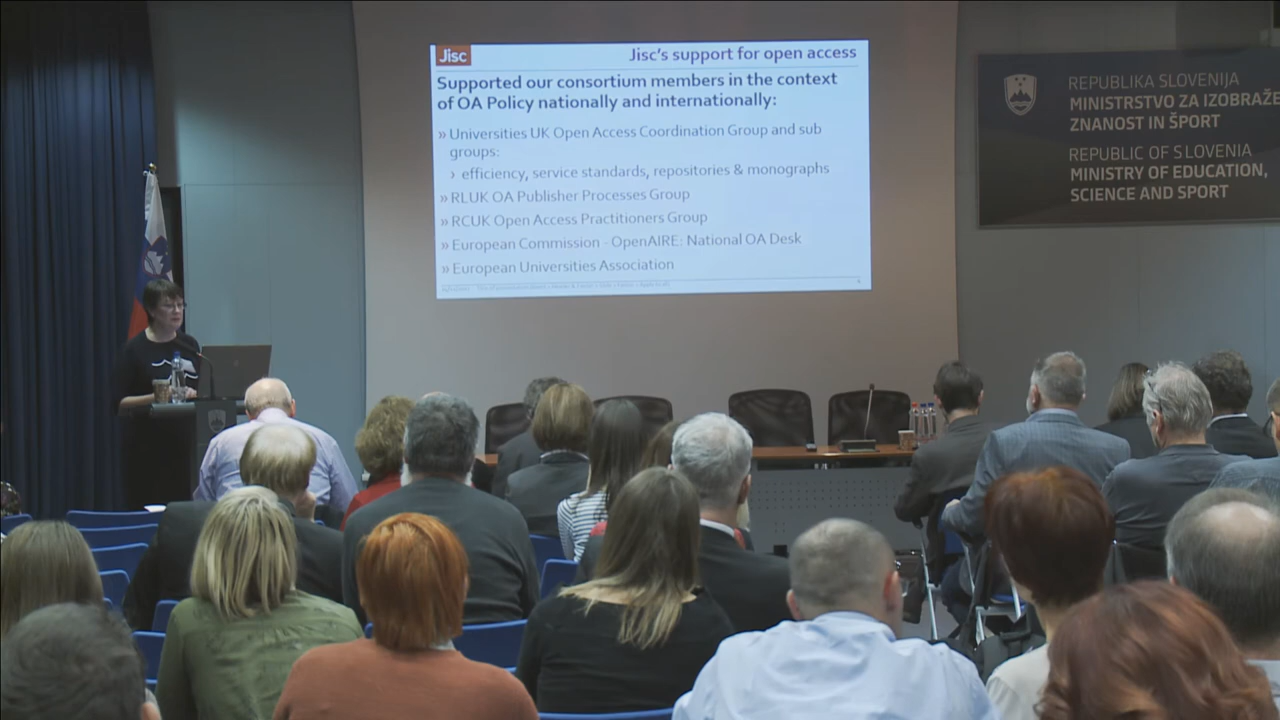 Jisc
Jisc's support for open access
Supported our consortium members in the context
of OA Policy nationally and internationally:
» Universities UK Open Access Coordination Group and sub
groups:
› efficiency, service standards, repositories & monographs
» RLUK OA Publisher Processes Group
» RCUK Open Access Practitioners Group
» European Commission - OpenAIRE: National OA Desk
» European Universities Association
REPUBLIKA SLOVENIJA
MINISTRSTVO ZA IZOBRAŽE
ZNANOST IN ŠPORT
REPUBLIC OF SLOVENIA
MINISTRY OF EDUCATION,
SCIENCE AND SPORT